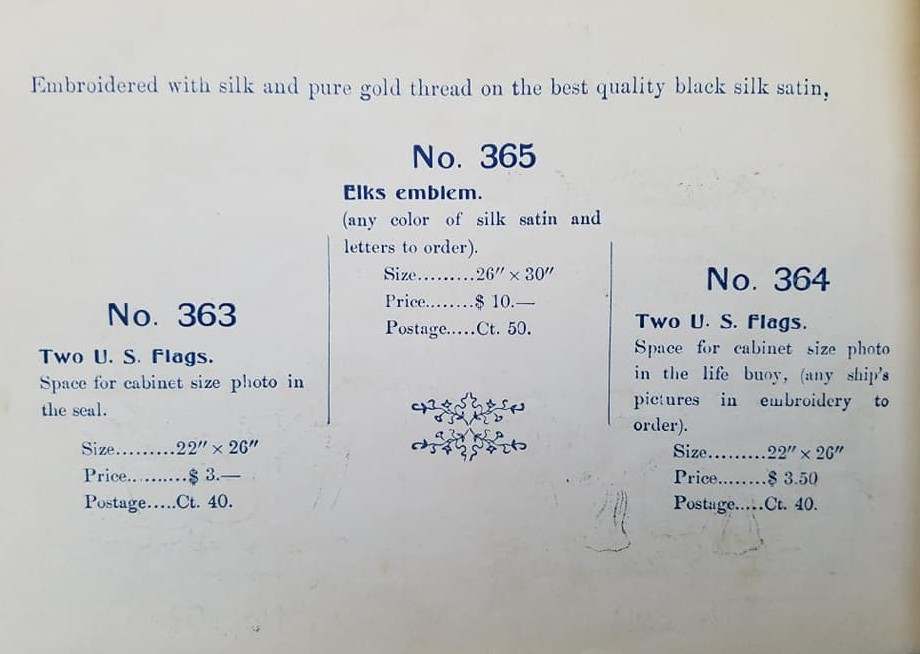 Embroidered with silk and pure gold thread on the best quality black silk satin,
No. 363
Two U. S. Flags.
Space for cabinet size photo in
the seal.
Size.........22" × 26"
Price..........$ 3.—
Postage.....Ct. 40.
No. 365
Elks emblem.
(any color of silk satin and
letters to order).
Size.........26" × 30"
Price........$ 10.—
Postage.....Ct. 50.
No. 364
Two U. S. Flags.
Space for cabinet size photo
in the life buoy, (any ship's
pictures in embroidery to
order).
Size.........22" × 26"
Price........$ 3.50
Postage.....Ct. 40.